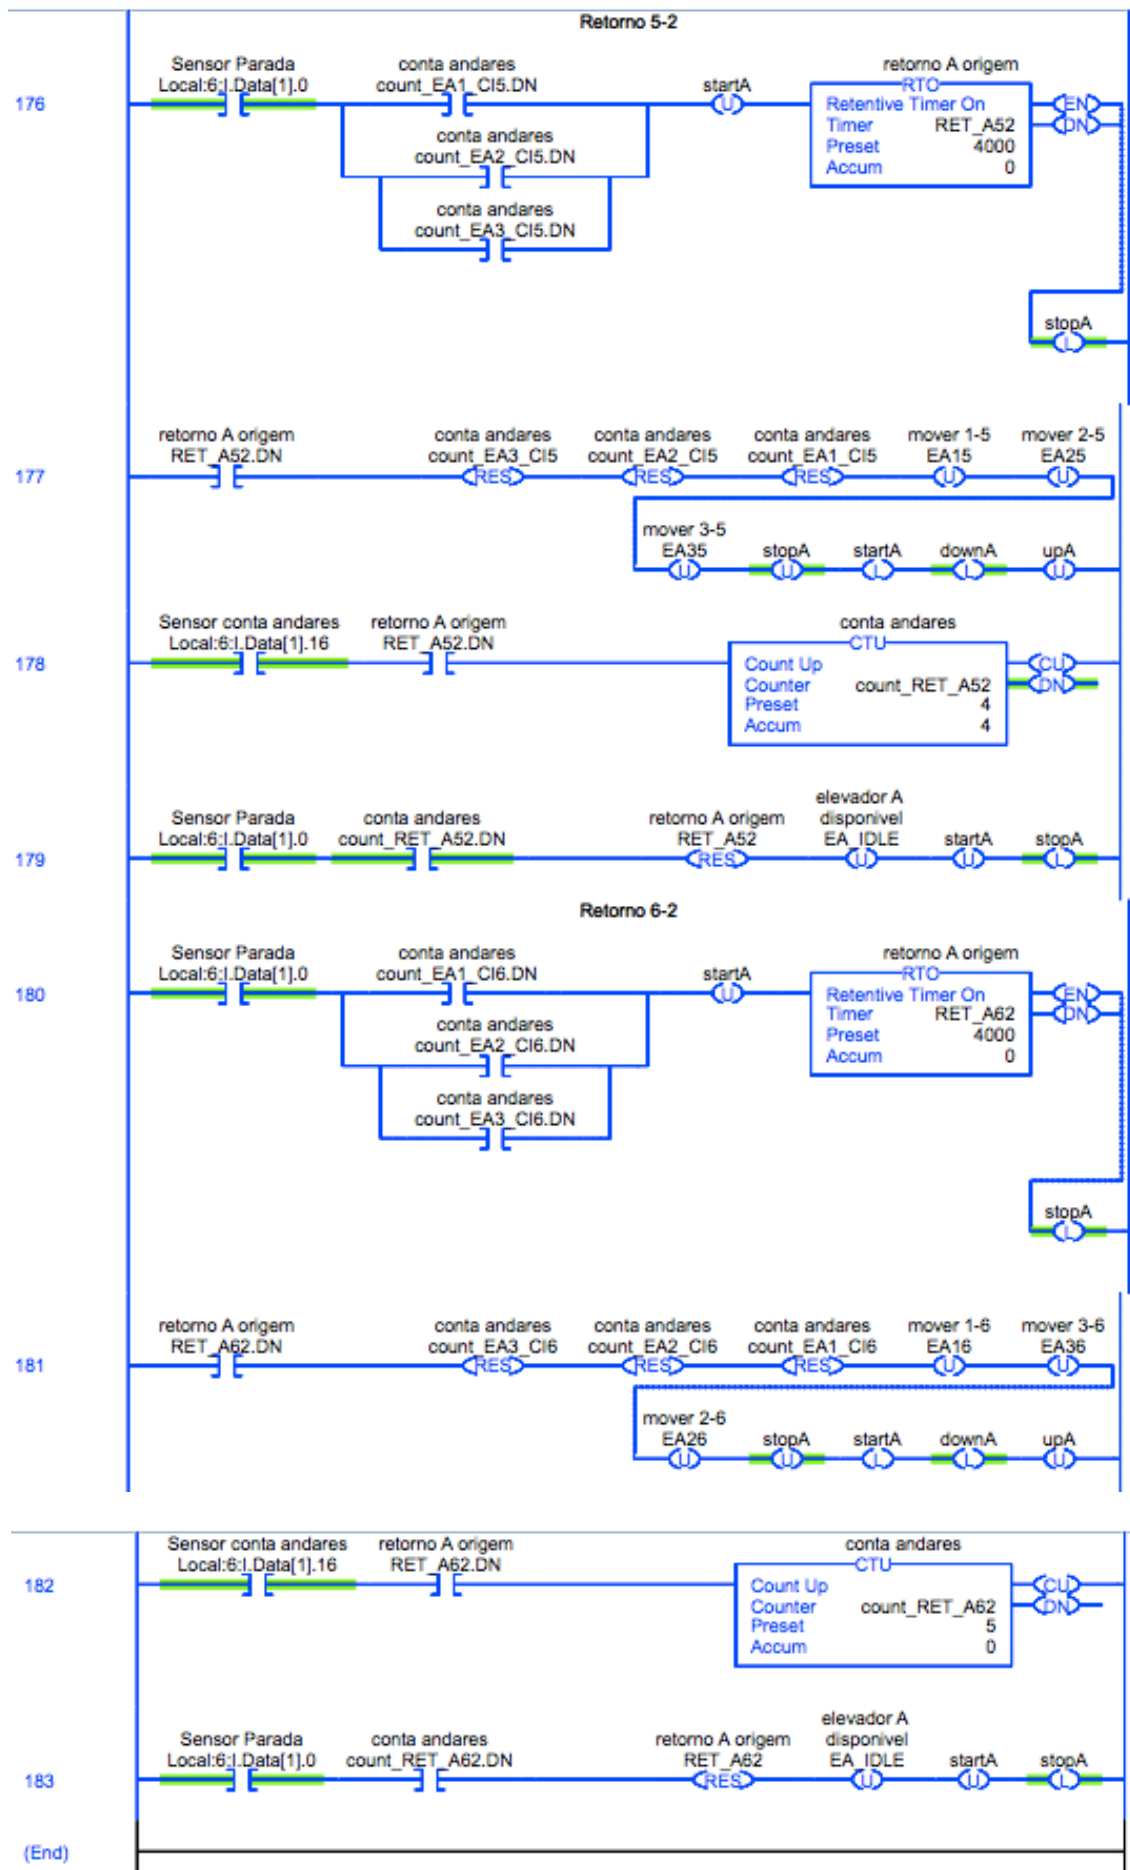 Retorno 5-2
176
Sensor Parada
Local:6:I.Data[1].0
conta andares
count_EA1_CI5.DN
startA
U
retorno A origem
RTO
Retentive Timer On
Timer RET_A52
Preset 4000
Accum 0
EN
DN
conta andares
count_EA2_CI5.DN
conta andares
count_EA3_CI5.DN
stopA
L
177
retorno A origem
RET_A52.DN
conta andares
count_EA3_CI5
RES
conta andares
count_EA2_CI5
RES
conta andares
count_EA1_CI5
RES
mover 1-5
EA15
U
mover 2-5
EA25
U
mover 3-5
EA35
U
stopA
U
startA
L
downA
L
upA
U
178
Sensor conta andares
Local:6:I.Data[1].16
retorno A origem
RET_A52.DN
conta andares
CTU
Count Up
Counter count_RET_A52
Preset 4
Accum 4
CU
DN
179
Sensor Parada
Local:6:I.Data[1].0
conta andares
count_RET_A52.DN
retorno A origem
RET_A52
RES
elevador A
disponivel
EA_IDLE
U
startA
U
stopA
L
Retorno 6-2
180
Sensor Parada
Local:6:I.Data[1].0
conta andares
count_EA1_CI6.DN
startA
U
retorno A origem
RTO
Retentive Timer On
Timer RET_A62
Preset 4000
Accum 0
EN
DN
conta andares
count_EA2_CI6.DN
conta andares
count_EA3_CI6.DN
stopA
L
181
retorno A origem
RET_A62.DN
conta andares
count_EA3_CI6
RES
conta andares
count_EA2_CI6
RES
conta andares
count_EA1_CI6
RES
mover 1-6
EA16
U
mover 3-6
EA36
U
mover 2-6
EA26
U
stopA
U
startA
L
downA
L
upA
U
182
Sensor conta andares
Local:6:I.Data[1].16
retorno A origem
RET_A62.DN
conta andares
CTU
Count Up
Counter count_RET_A62
Preset 5
Accum 0
CU
DN
183
Sensor Parada
Local:6:I.Data[1].0
conta andares
count_RET_A62.DN
retorno A origem
RET_A62
RES
elevador A
disponivel
EA_IDLE
U
startA
U
stopA
L
(End)